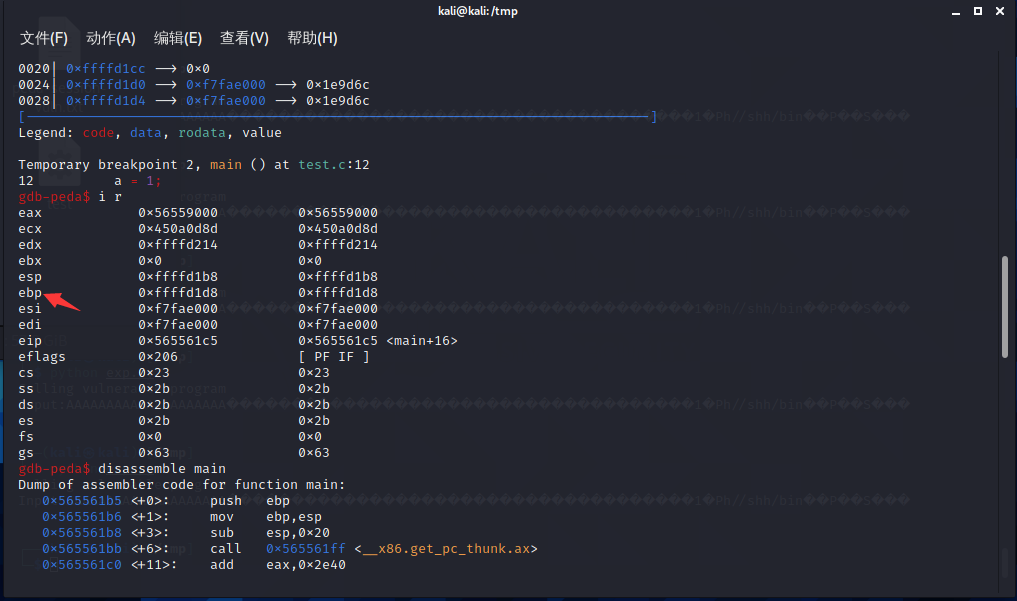 kali@kali: /tmp
文件(F) 动作(A) 编辑(E) 查看(V) 帮助(H)
0020| 0×ffffd1cc —> 0×0
0024| 0×ffffd1d0 —> 0×f7fae000 —> 0×1e9d6c
0028| 0×ffffd1d4 —> 0×f7fae000 —> 0×1e9d6c
[——————————————————————————————————————]
Legend: code, data, rodata, value
Temporary breakpoint 2, main () at test.c:12
12 a = 1;
gdb-peda$ i r
eax 0×56559000 0×56559000
ecx 0×450a0d8d 0×450a0d8d
edx 0×ffffd214 0×ffffd214
ebx 0×0 0×0
esp 0×ffffd1b8 0×ffffd1b8
ebp 0×ffffd1d8 0×ffffd1d8
esi 0×f7fae000 0×f7fae000
edi 0×f7fae000 0×f7fae000
eip 0×565561c5 0×565561c5 <main+16>
eflags 0×206 [ PF IF ]
cs 0×23 0×23
ss 0×2b 0×2b
ds 0×2b 0×2b
es 0×2b 0×2b
fs 0×0 0×0
gs 0×63 0×63
gdb-peda$ disassemble main
Dump of assembler code for function main:
0×565561b5 <+0>: push ebp
0×565561b6 <+1>: mov ebp,esp
0×565561b8 <+3>: sub esp,0×20
0×565561bb <+6>: call 0×565561ff <__x86.get_pc_thunk.ax>
0×565561c0 <+11>: add eax,0×2e40